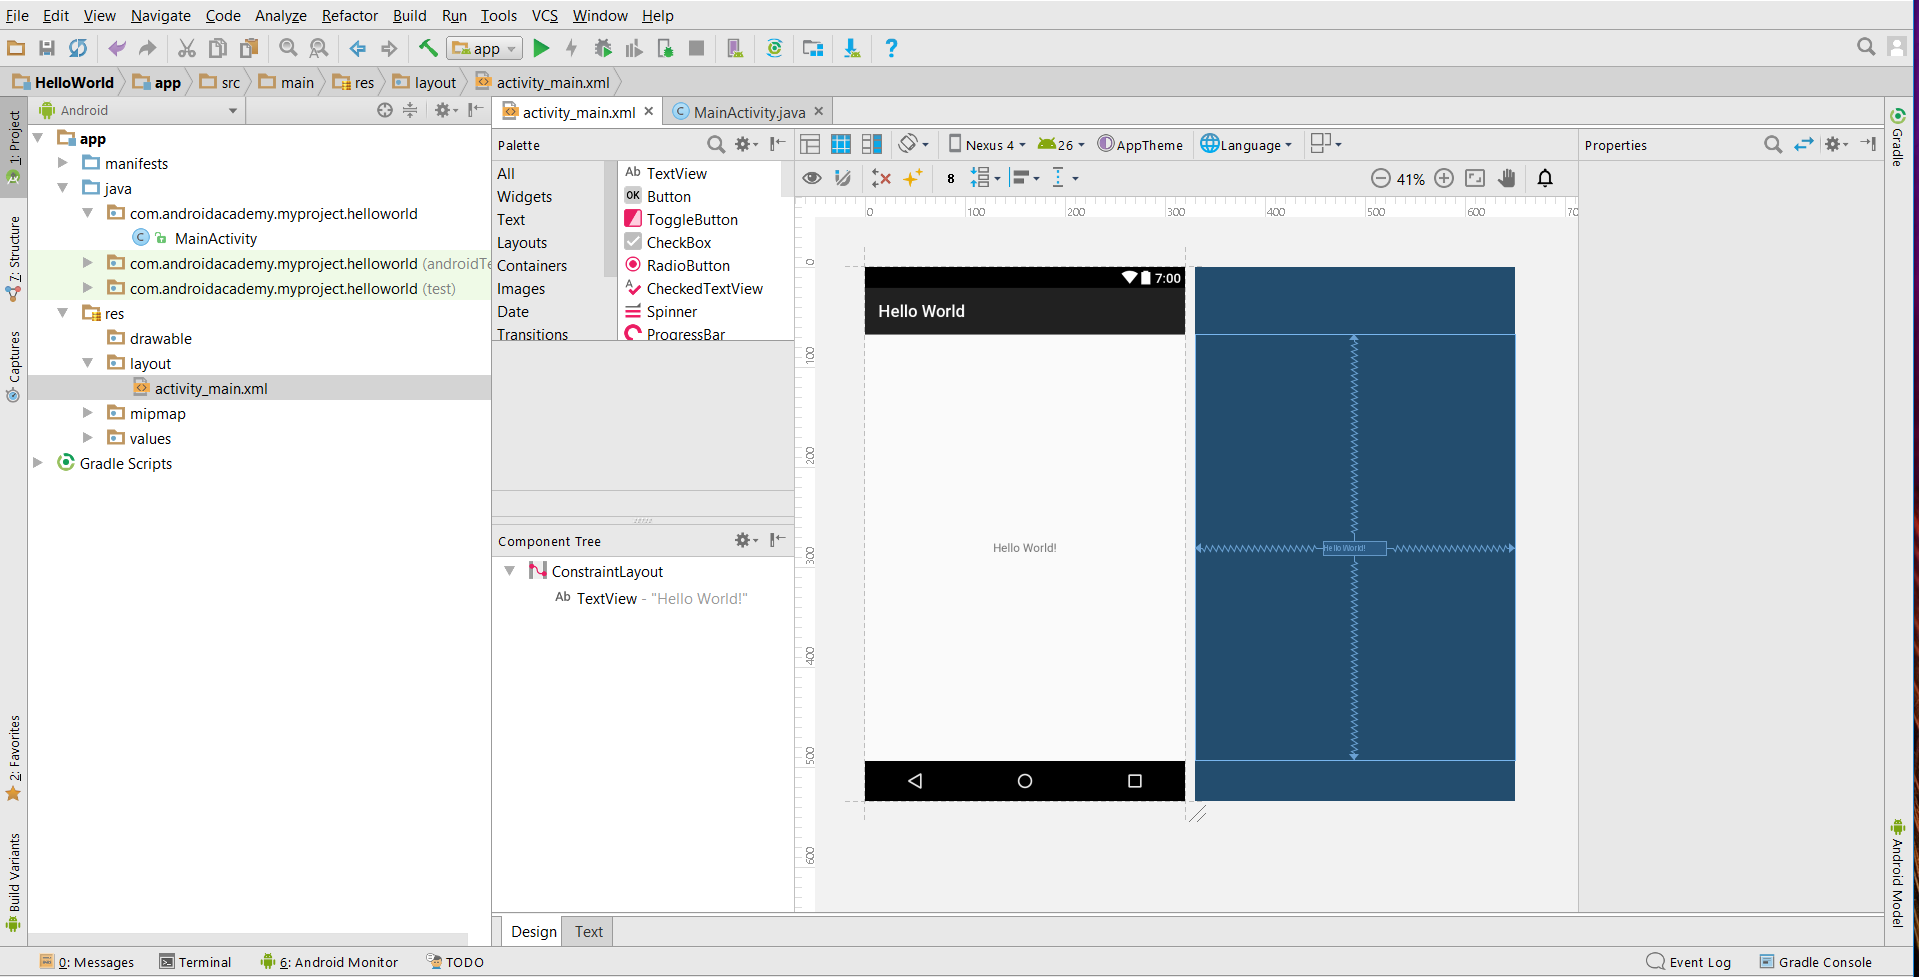 File Edit View Navigate Code Analyze Refactor Build Run Tools VCS Window Help
app
HelloWorld app src main res layout activity_main.xml
1: Project
7: Structure
Captures
2: Favorites
Build Variants
Android
app
manifests
java
com.androidacademy.myproject.helloworld
MainActivity
com.androidacademy.myproject.helloworld (androidTe
com.androidacademy.myproject.helloworld (test)
res
drawable
layout
activity_main.xml
mipmap
values
Gradle Scripts
activity_main.xml MainActivity.java
Palette
All
Widgets
Text
Layouts
Containers
Images
Date
Transitions
Ab TextView
OK Button
ToggleButton
CheckBox
RadioButton
CheckedTextView
Spinner
ProgressBar
Component Tree
ConstraintLayout
Ab TextView - "Hello World!"
Nexus 4 26 AppTheme Language
8 41%
0 100 200 300 400 500 600 70
0
100
200
300
400
500
600
7:00
Hello World
Hello World!
Hello World!
Properties
Gradle
Android Model
Design Text
0: Messages Terminal 6: Android Monitor TODO Event Log Gradle Console